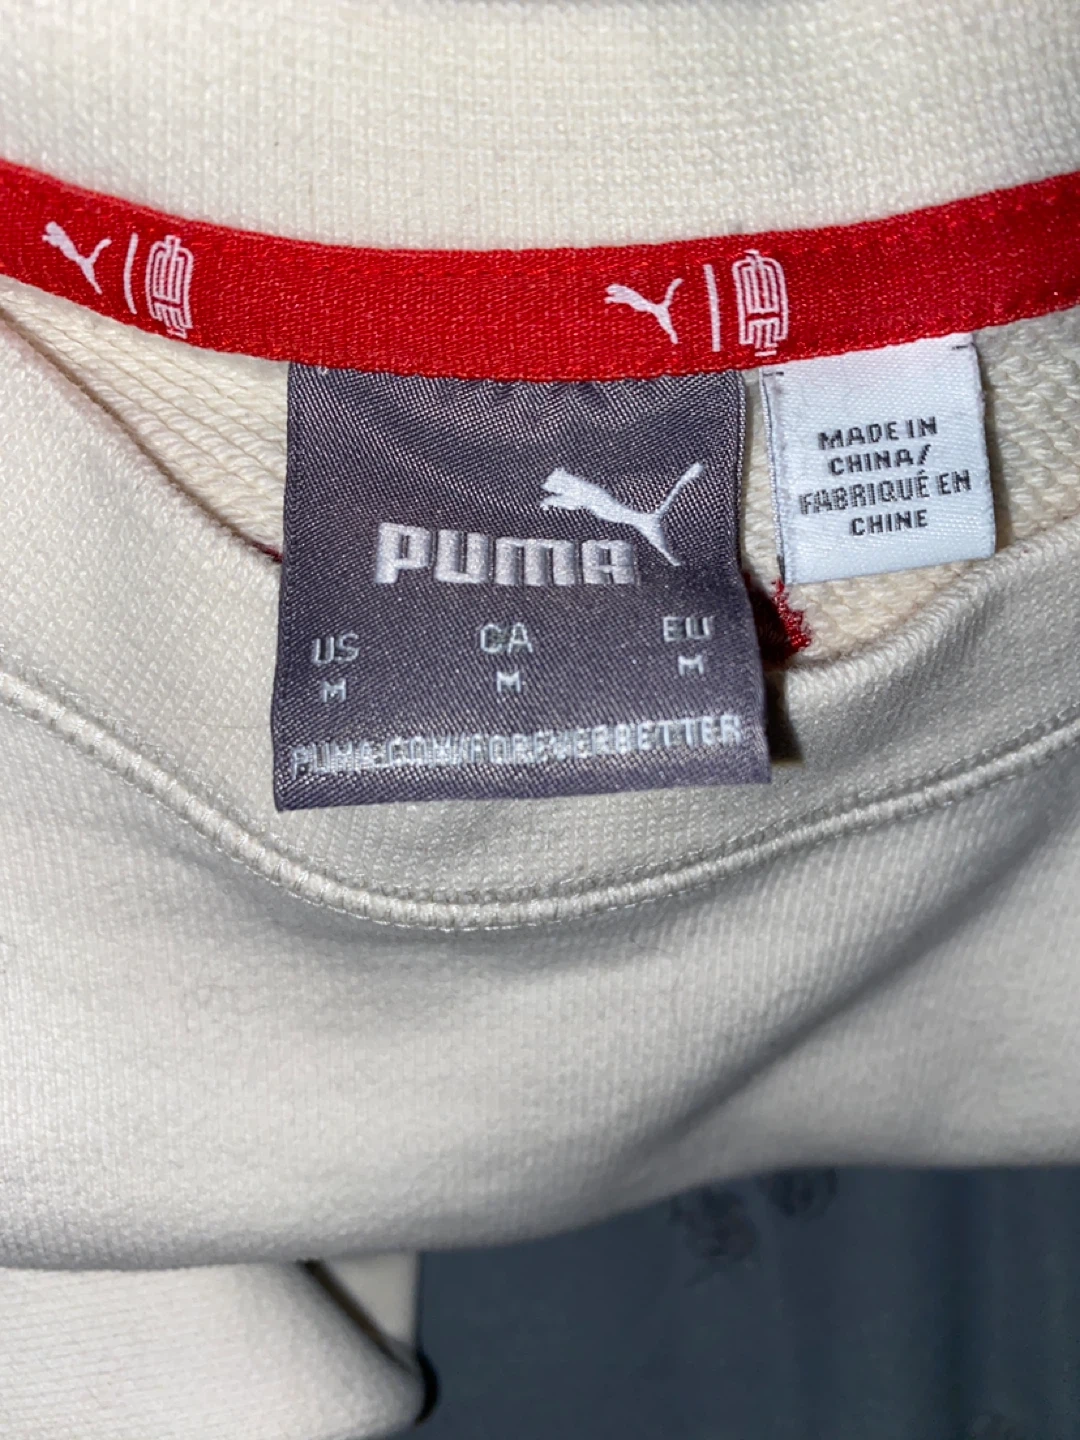 PUMA
US CA EU
M M M
PUMA.COM/FOREVERBETTER
MADE IN
CHINA/
FABRIQUÉ EN
CHINE